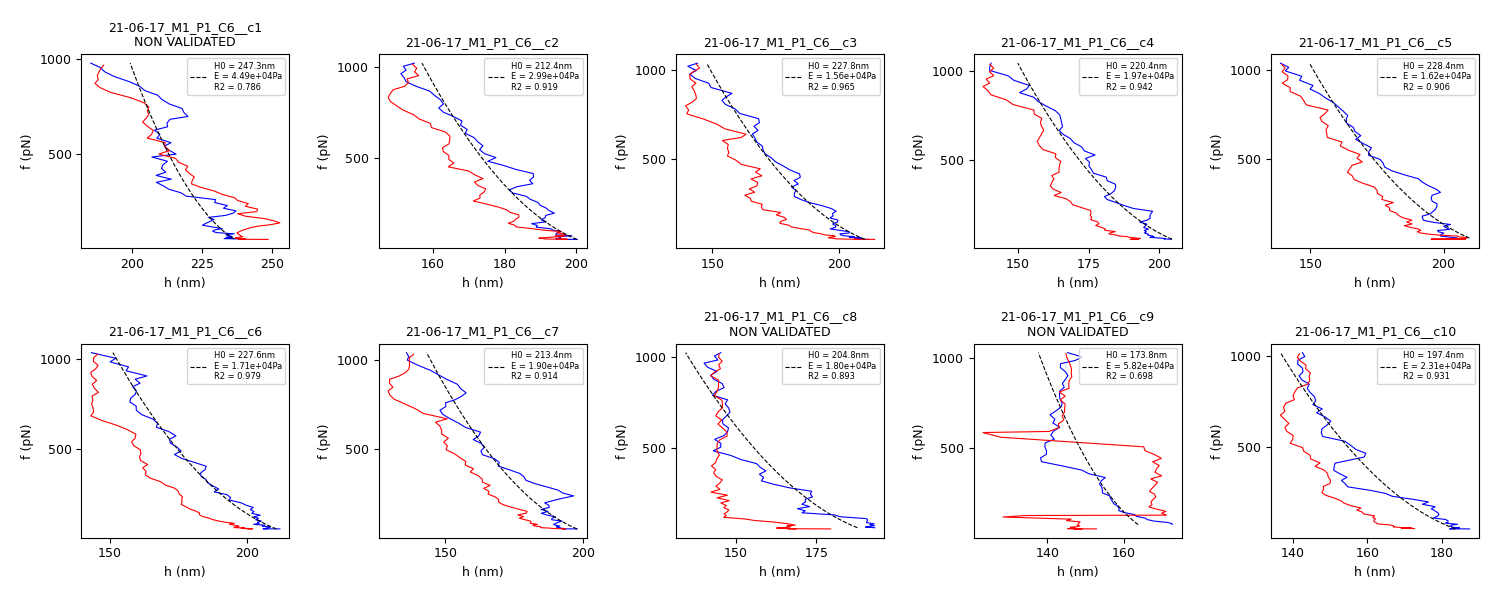 21-06-17_M1_P1_C6__c1
NON VALIDATED
H0 = 247.3nm
E = 4.49e+04Pa
R2 = 0.786
1000
500
f (pN)
200
225
250
h (nm)
21-06-17_M1_P1_C6__c2
H0 = 212.4nm
E = 2.99e+04Pa
R2 = 0.919
1000
500
f (pN)
160
180
200
h (nm)
21-06-17_M1_P1_C6__c3
H0 = 227.8nm
E = 1.56e+04Pa
R2 = 0.965
1000
500
f (pN)
150
200
h (nm)
21-06-17_M1_P1_C6__c4
H0 = 220.4nm
E = 1.97e+04Pa
R2 = 0.942
1000
500
f (pN)
150
175
200
h (nm)
21-06-17_M1_P1_C6__c5
H0 = 228.4nm
E = 1.62e+04Pa
R2 = 0.906
1000
500
f (pN)
150
200
h (nm)
21-06-17_M1_P1_C6__c6
H0 = 227.6nm
E = 1.71e+04Pa
R2 = 0.979
1000
500
f (pN)
150
200
h (nm)
21-06-17_M1_P1_C6__c7
H0 = 213.4nm
E = 1.90e+04Pa
R2 = 0.914
1000
500
f (pN)
150
200
h (nm)
21-06-17_M1_P1_C6__c8
NON VALIDATED
H0 = 204.8nm
E = 1.80e+04Pa
R2 = 0.893
1000
500
f (pN)
150
175
h (nm)
21-06-17_M1_P1_C6__c9
NON VALIDATED
H0 = 173.8nm
E = 5.82e+04Pa
R2 = 0.698
1000
500
f (pN)
140
160
h (nm)
21-06-17_M1_P1_C6__c10
H0 = 197.4nm
E = 2.31e+04Pa
R2 = 0.931
1000
500
f (pN)
140
160
180
h (nm)